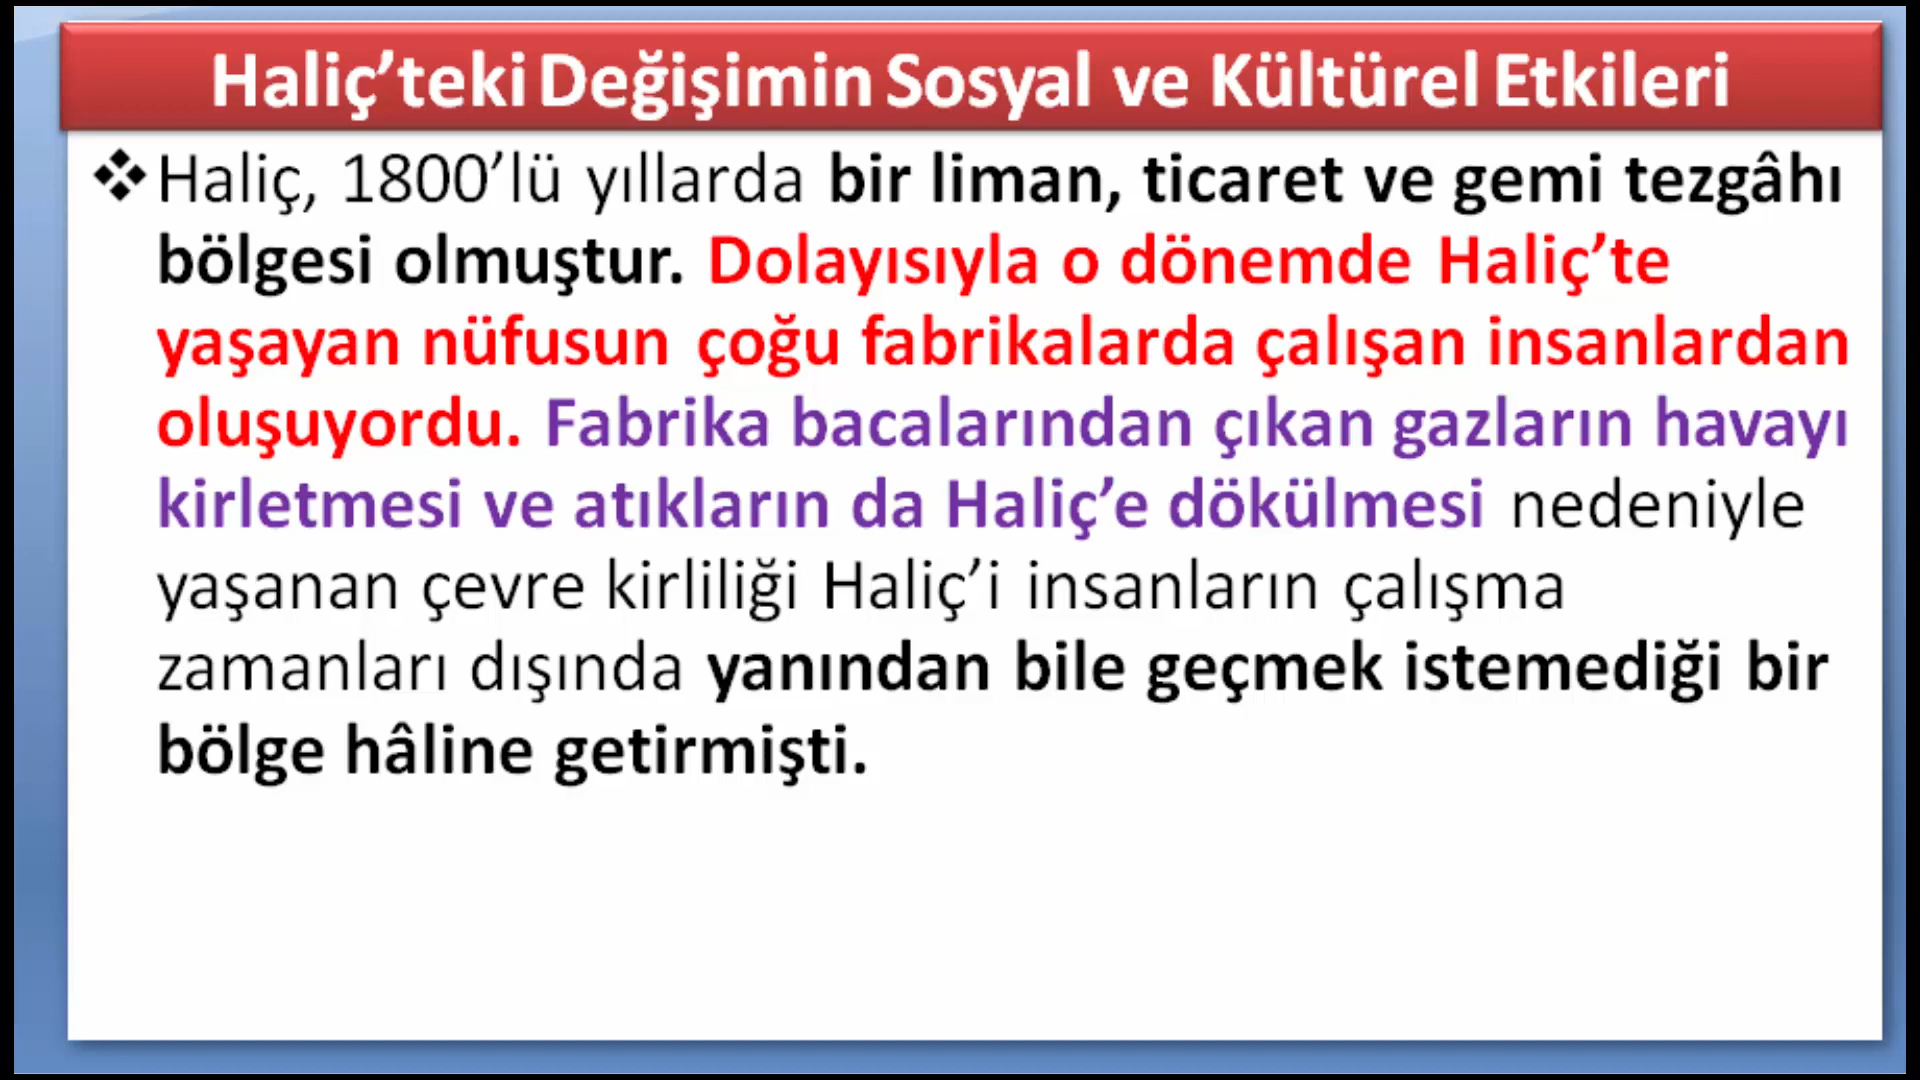 Haliç’teki Değişimin Sosyal ve Kültürel Etkileri
❖Haliç, 1800’lü yıllarda bir liman, ticaret ve gemi tezgâhı
bölgesi olmuştur. Dolayısıyla o dönemde Haliç’te
yaşayan nüfusun çoğu fabrikalarda çalışan insanlardan
oluşuyordu. Fabrika bacalarından çıkan gazların havayı
kirletmesi ve atıkların da Haliç’e dökülmesi nedeniyle
yaşanan çevre kirliliği Haliç’i insanların çalışma
zamanları dışında yanından bile geçmek istemediği bir
bölge hâline getirmişti.